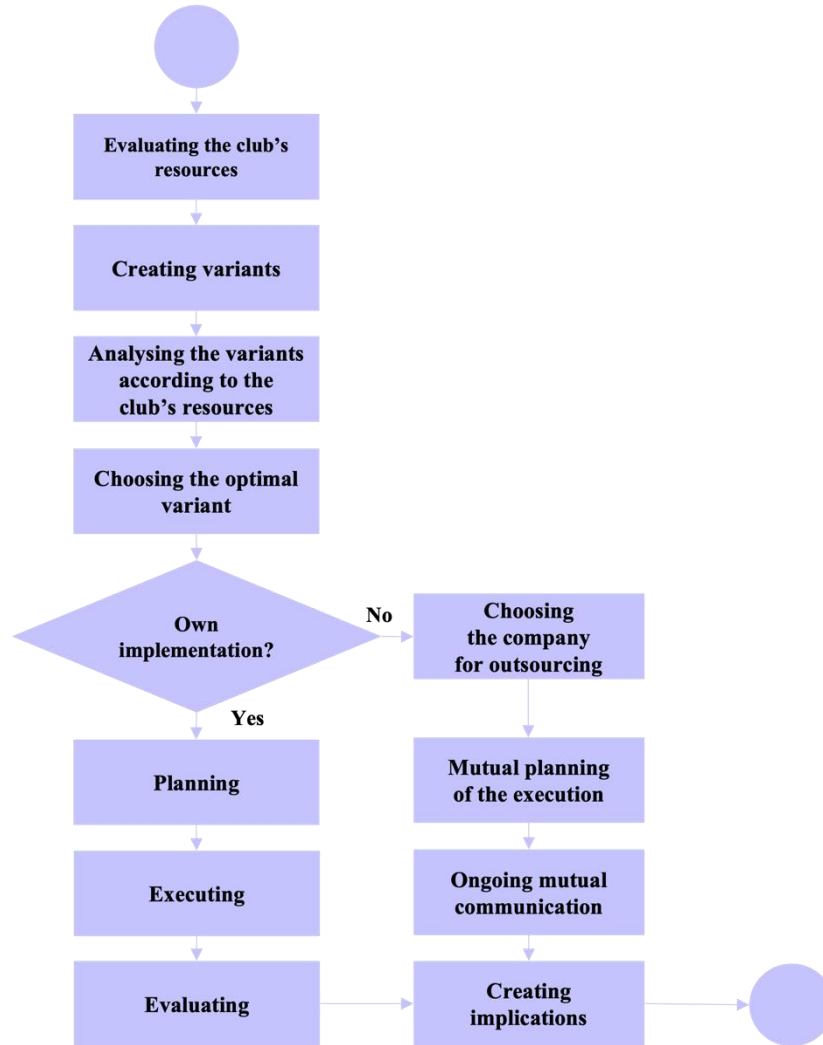 Evaluating the club’s
resources
Creating variants
Analysing the variants
according to the
club’s resources
Choosing the optimal
variant
Own
implementation?
No
Choosing
the company
for outsourcing
Yes
Planning
Mutual planning
of the execution
Executing
Ongoing mutual
communication
Evaluating
Creating
implications